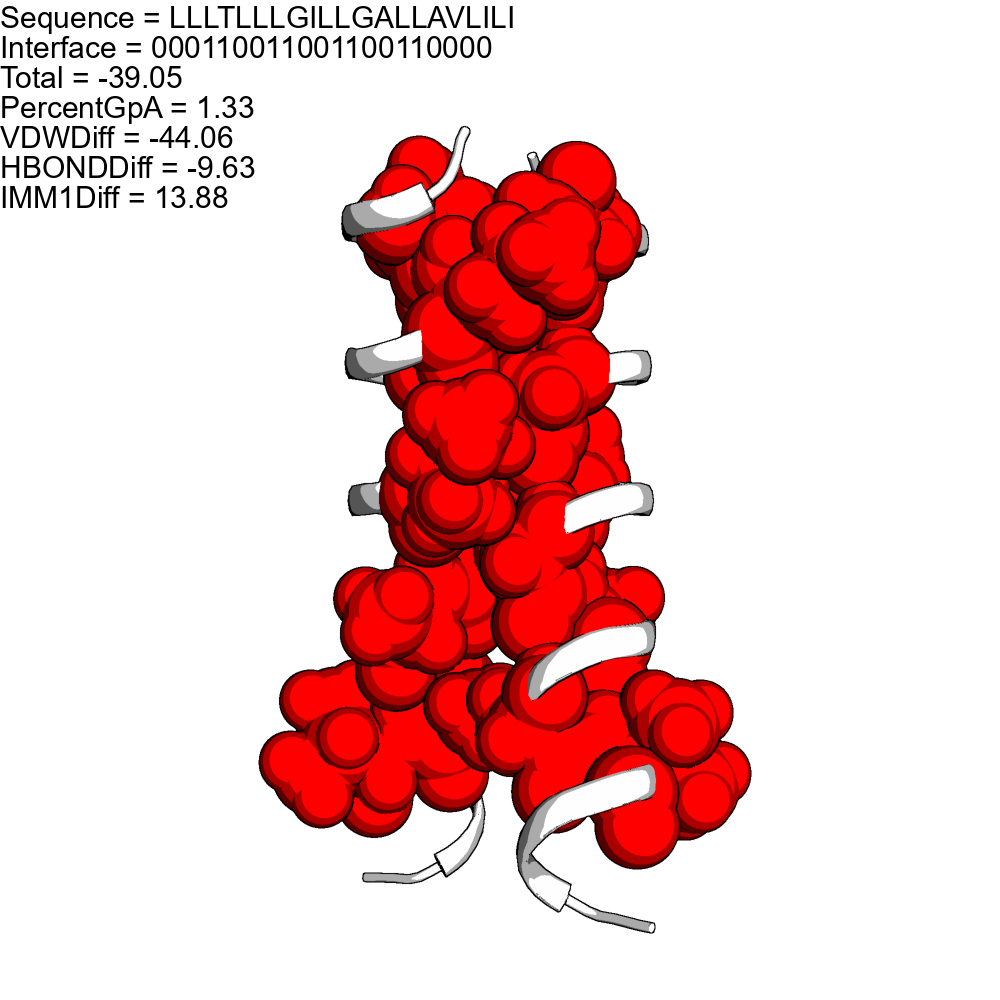 Sequence = LLLTLLLGILLGALLAVLILI
Interface = 000110011001100110000
Total = -39.05
PercentGpA = 1.33
VDWDiff = -44.06
HBONDDiff = -9.63
IMM1Diff = 13.88